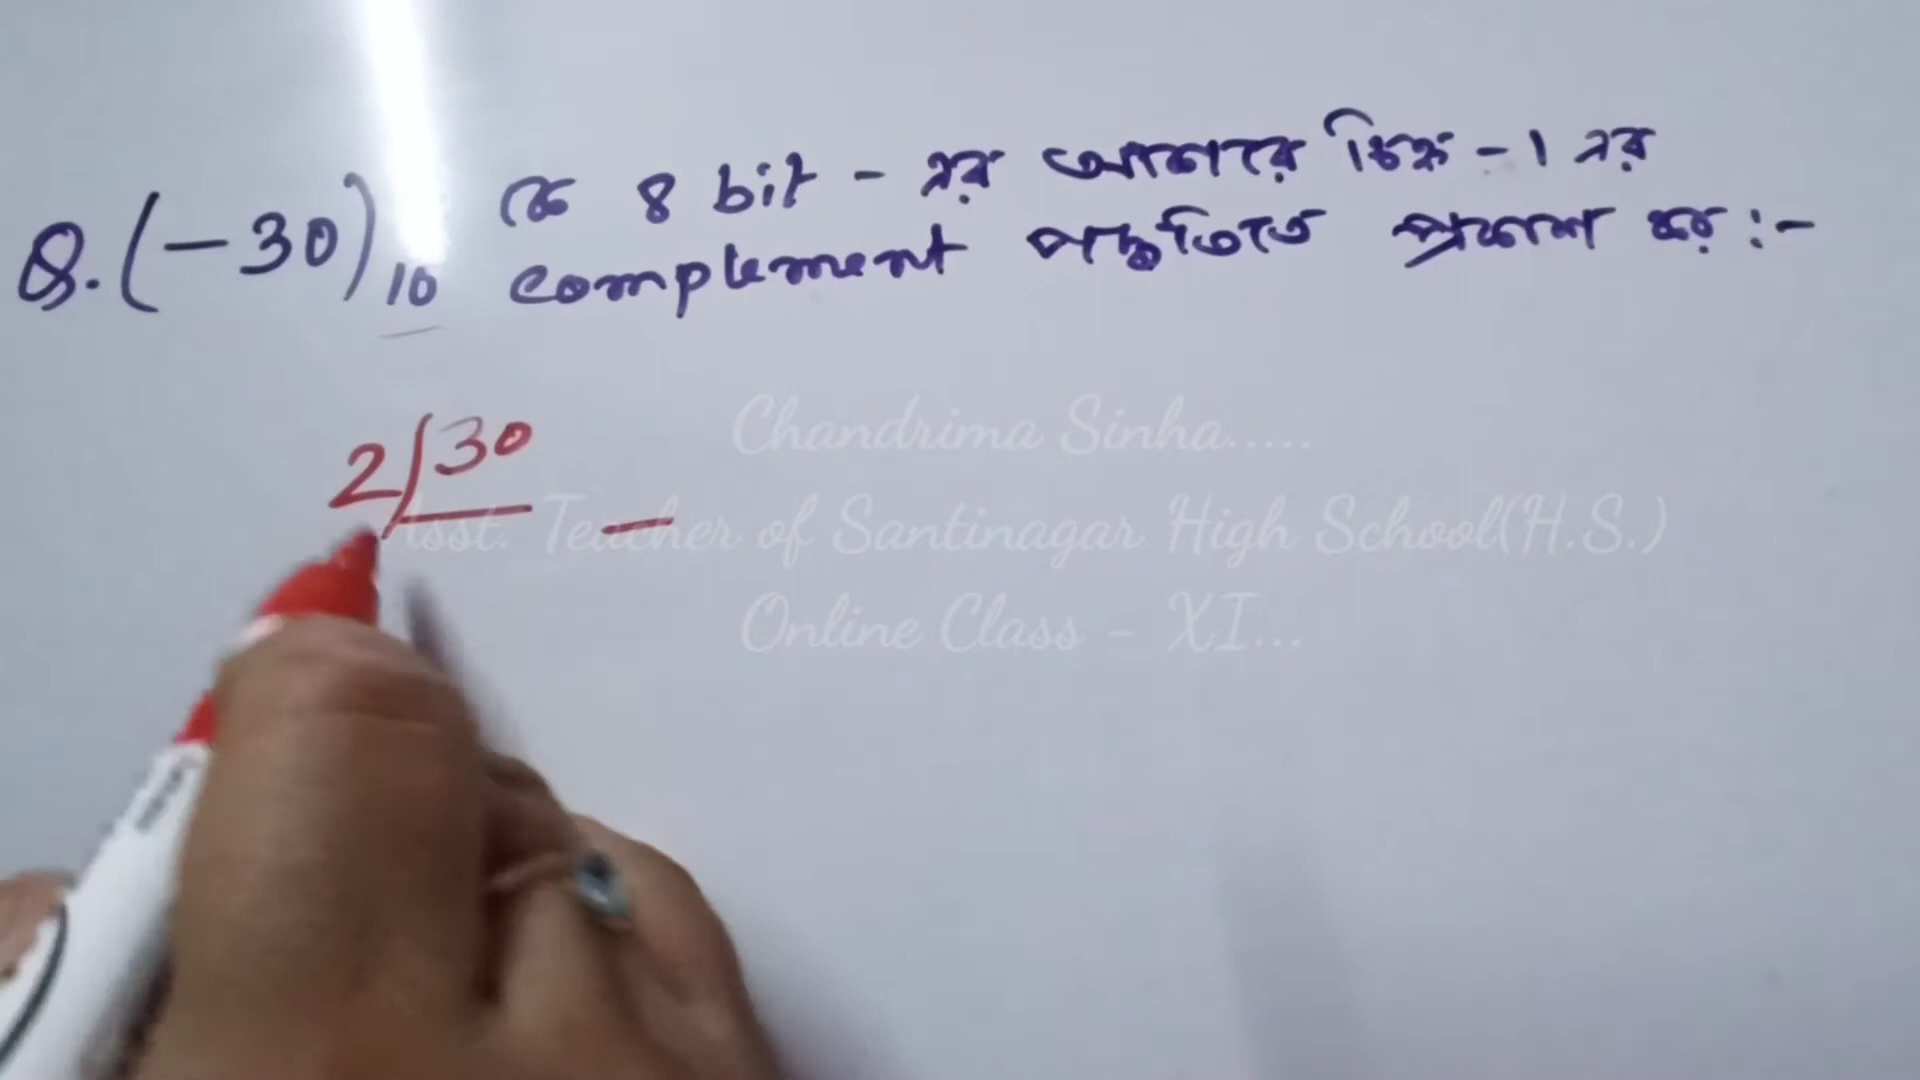 Q. (-30)10 কে 8 bit - এর আকারে চিহ্ন - 1 এর
complement পদ্ধতিতে প্রকাশ কর :-
2 30
Chandrima Sinha.....
Asst. Teacher of Santinagar High School(H.S.)
Online Class - XI...